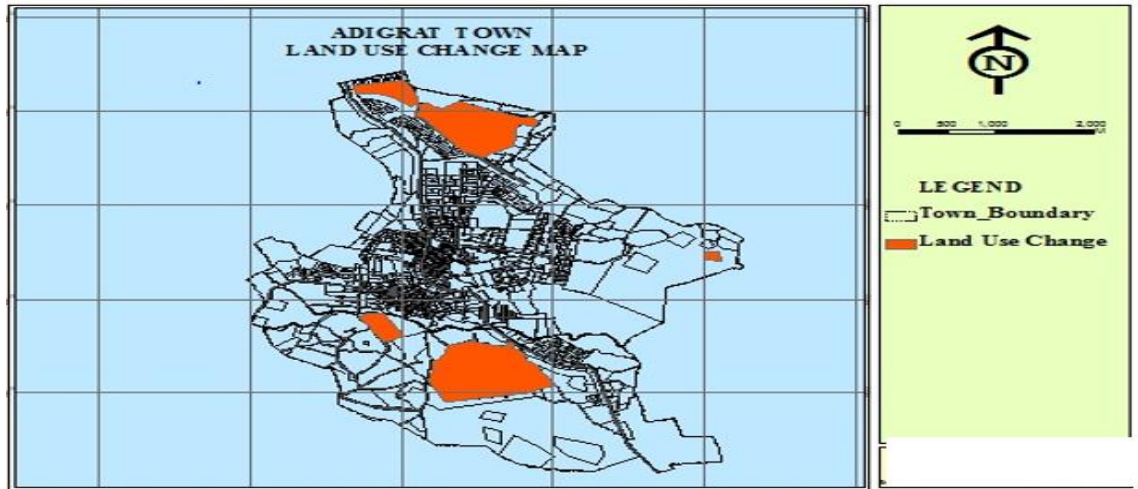 ADIGRAT TOWN
LAND USE CHANGE MAP
N
0 500 1,000 2,000
M
LEGEND
Town_Boundary
Land Use Change